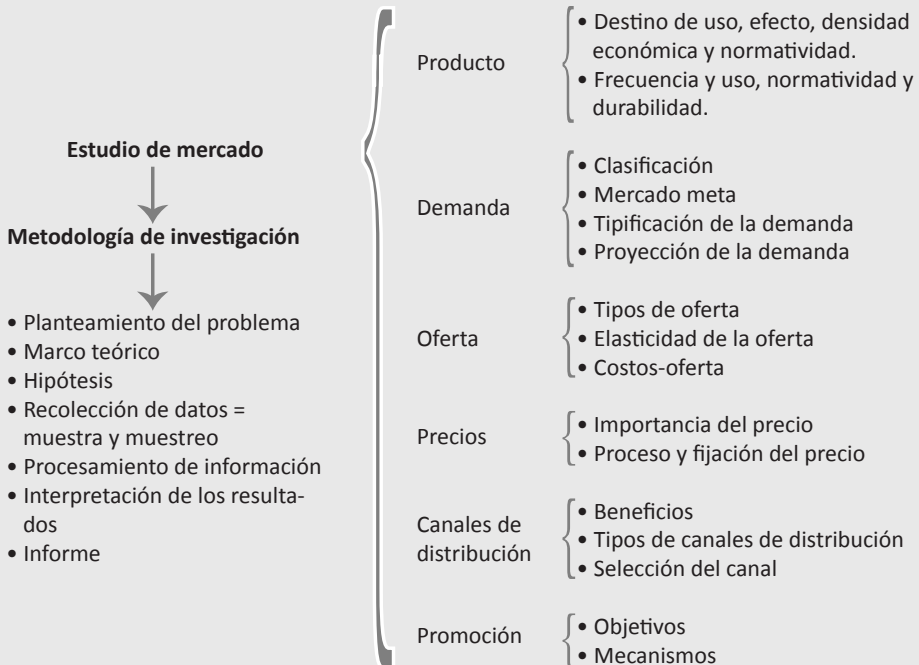 Estudio de mercado
Metodología de investigación
• Planteamiento del problema
• Marco teórico
• Hipótesis
• Recolección de datos =
muestra y muestreo
• Procesamiento de información
• Interpretación de los resulta-
dos
• Informe
Producto
• Destino de uso, efecto, densidad
económica y normatividad.
• Frecuencia y uso, normatividad y
durabilidad.
Demanda
• Clasificación
• Mercado meta
• Tipificación de la demanda
• Proyección de la demanda
Oferta
• Tipos de oferta
• Elasticidad de la oferta
• Costos-oferta
Precios
• Importancia del precio
• Proceso y fijación del precio
Canales de
distribución
• Beneficios
• Tipos de canales de distribución
• Selección del canal
Promoción
• Objetivos
• Mecanismos